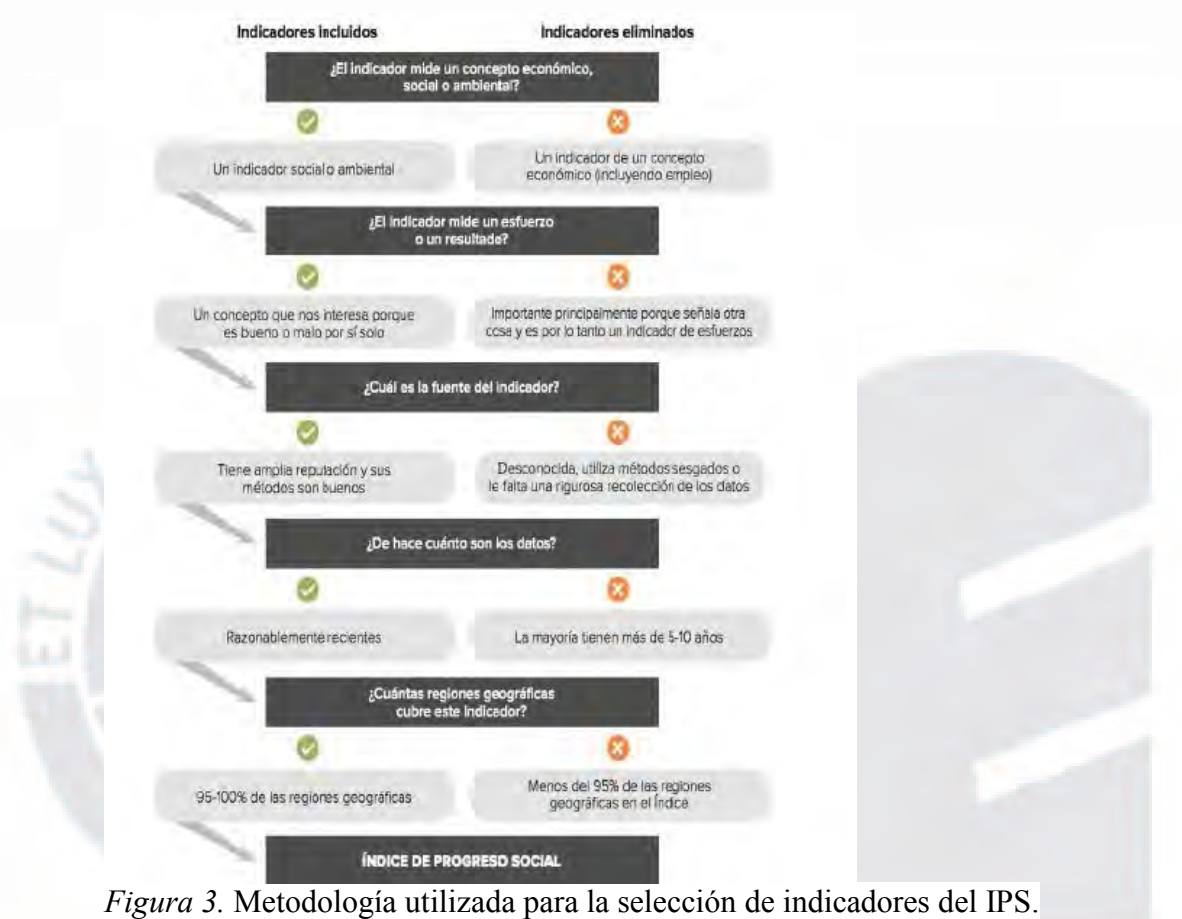 Indicadores incluidos
Indicadores eliminados
¿El indicador mide un concepto económico,
social o ambiental?
Un indicador social o ambiental
Un indicador de un concepto
económico (incluyendo empleo)
¿El indicador mide un esfuerzo
o un resultado?
Un concepto que nos interesa porque
es bueno o malo por sí solo
Importante principalmente porque señala otra
cosa y es por lo tanto un indicador de esfuerzos
¿Cuál es la fuente del indicador?
Tiene amplia reputación y sus
métodos son buenos
Desconocida, utiliza métodos sesgados o
le falta una rigurosa recolección de los datos
¿De hace cuánto son los datos?
Razonablemente recientes
La mayoría tienen más de 5-10 años
¿Cuántas regiones geográficas
cubre este indicador?
95-100% de las regiones geográficas
Menos del 95% de las regiones
geográficas en el Índice
ÍNDICE DE PROGRESO SOCIAL
Figura 3. Metodología utilizada para la selección de indicadores del IPS.
ET LUX